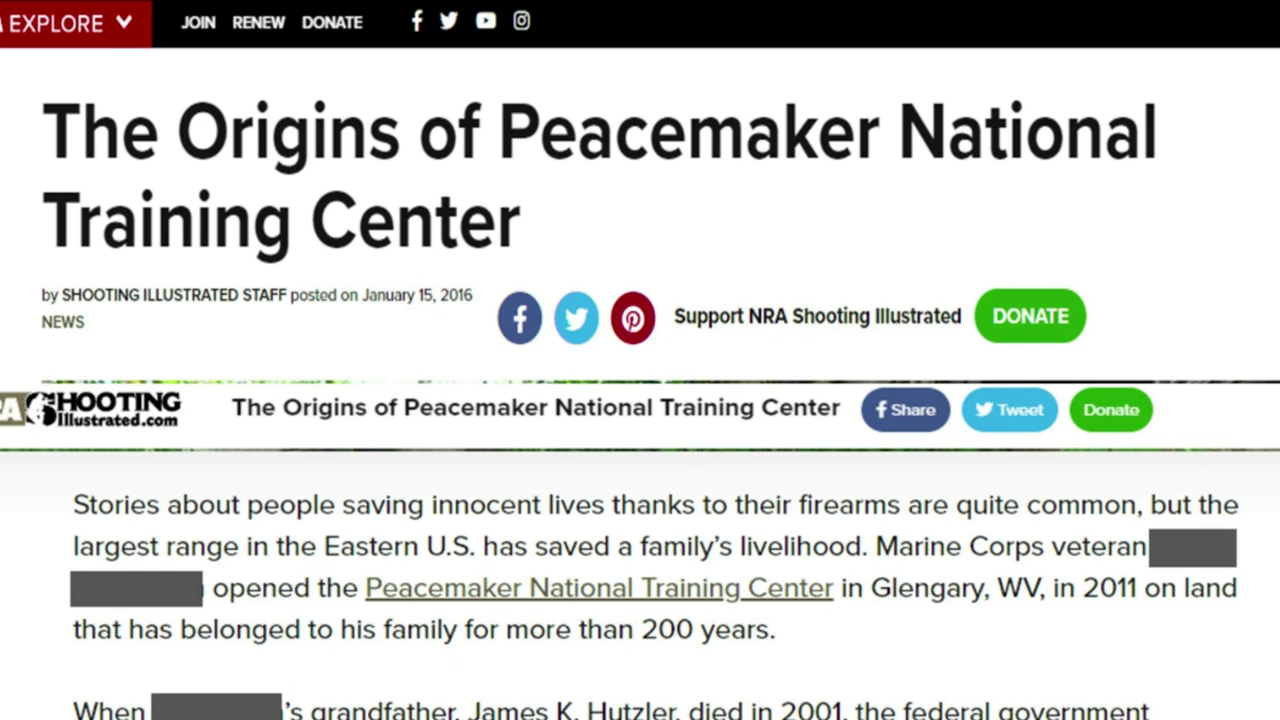 EXPLORE JOIN RENEW DONATE
The Origins of Peacemaker National
Training Center
by SHOOTING ILLUSTRATED STAFF posted on January 15, 2016
NEWS
Support NRA Shooting Illustrated DONATE
SHOOTING
Illustrated.com
The Origins of Peacemaker National Training Center Share Tweet Donate
Stories about people saving innocent lives thanks to their firearms are quite common, but the
largest range in the Eastern U.S. has saved a family's livelihood. Marine Corps veteran
opened the Peacemaker National Training Center in Glengary, WV, in 2011 on land
that has belonged to his family for more than 200 years.
When 's grandfather, James K. Hutzler, died in 2001, the federal government